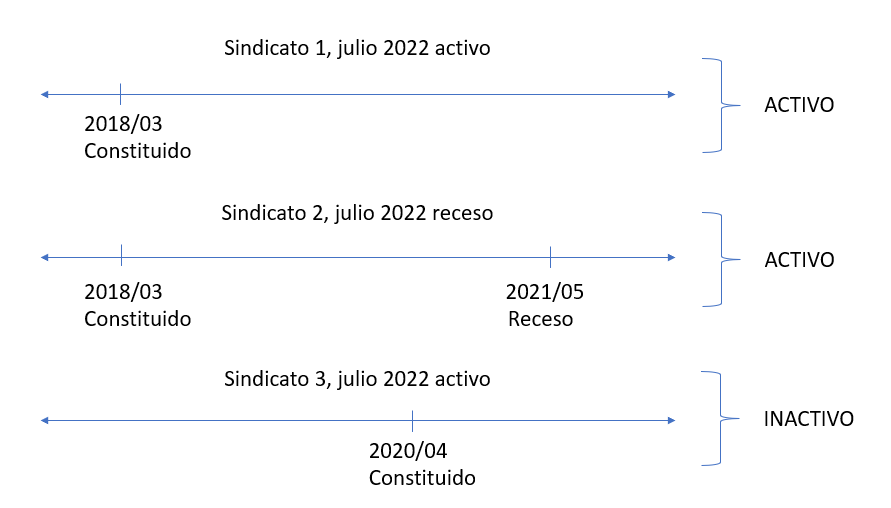 Sindicato 1, julio 2022 activo
ACTIVO
2018/03
Constituido
Sindicato 2, julio 2022 receso
ACTIVO
2018/03
Constituido
2021/05
Receso
Sindicato 3, julio 2022 activo
INACTIVO
2020/04
Constituido